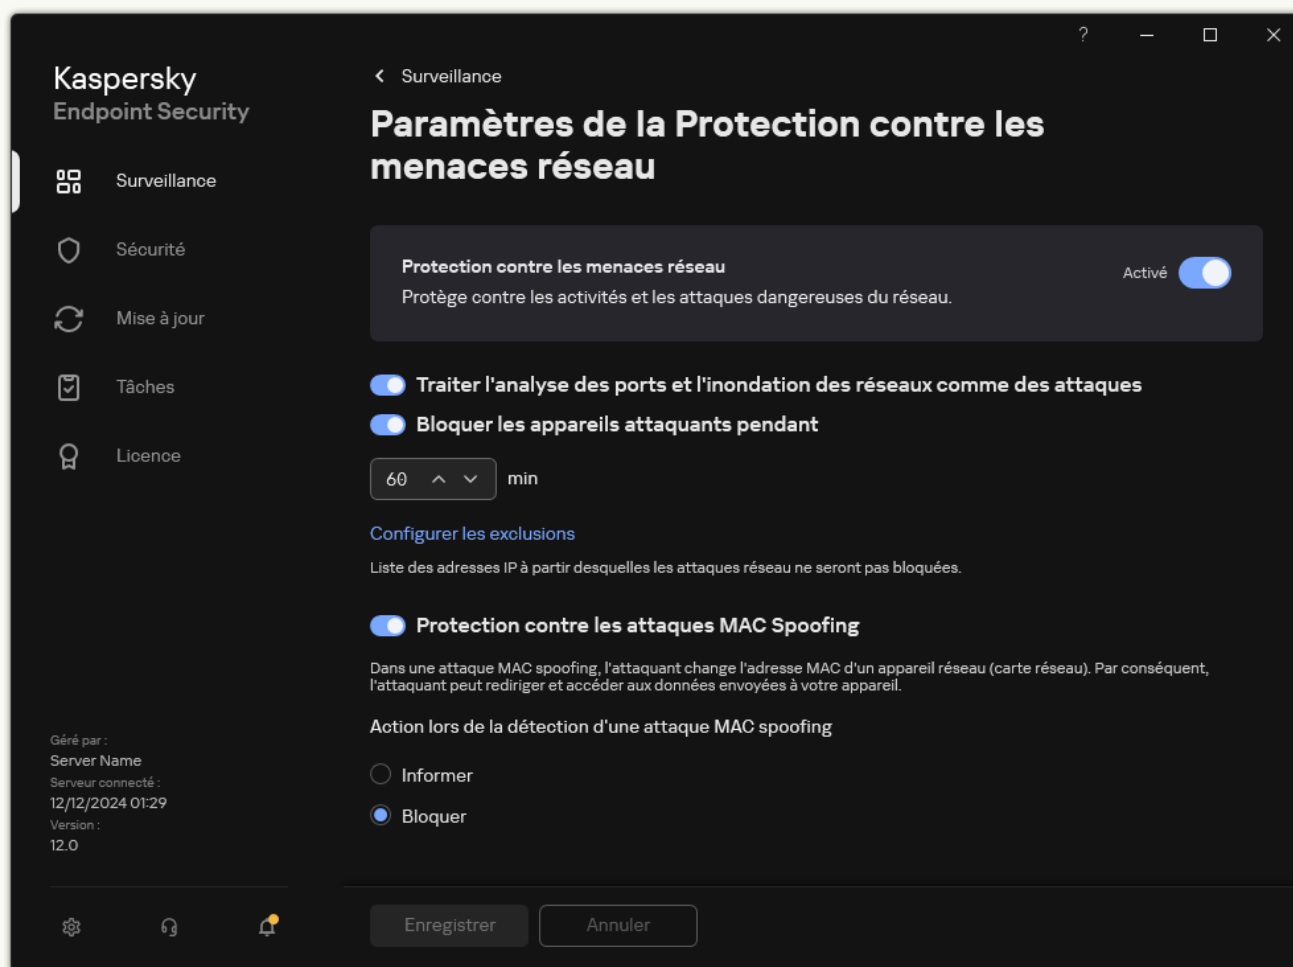 ?
Kaspersky
Endpoint Security
Surveillance
Sécurité
Mise à jour
Tâches
Licence
Géré par :
Server Name
Serveur connecté :
12/12/2024 01:29
Version :
12.0
Surveillance
Paramètres de la Protection contre les
menaces réseau
Protection contre les menaces réseau
Protège contre les activités et les attaques dangereuses du réseau.
Activé
Traiter l'analyse des ports et l'inondation des réseaux comme des attaques
Bloquer les appareils attaquants pendant
60 min
Configurer les exclusions
Liste des adresses IP à partir desquelles les attaques réseau ne seront pas bloquées.
Protection contre les attaques MAC Spoofing
Dans une attaque MAC spoofing, l'attaquant change l'adresse MAC d'un appareil réseau (carte réseau). Par conséquent,
l'attaquant peut rediriger et accéder aux données envoyées à votre appareil.
Action lors de la détection d'une attaque MAC spoofing
Informer
Bloquer
Enregistrer
Annuler